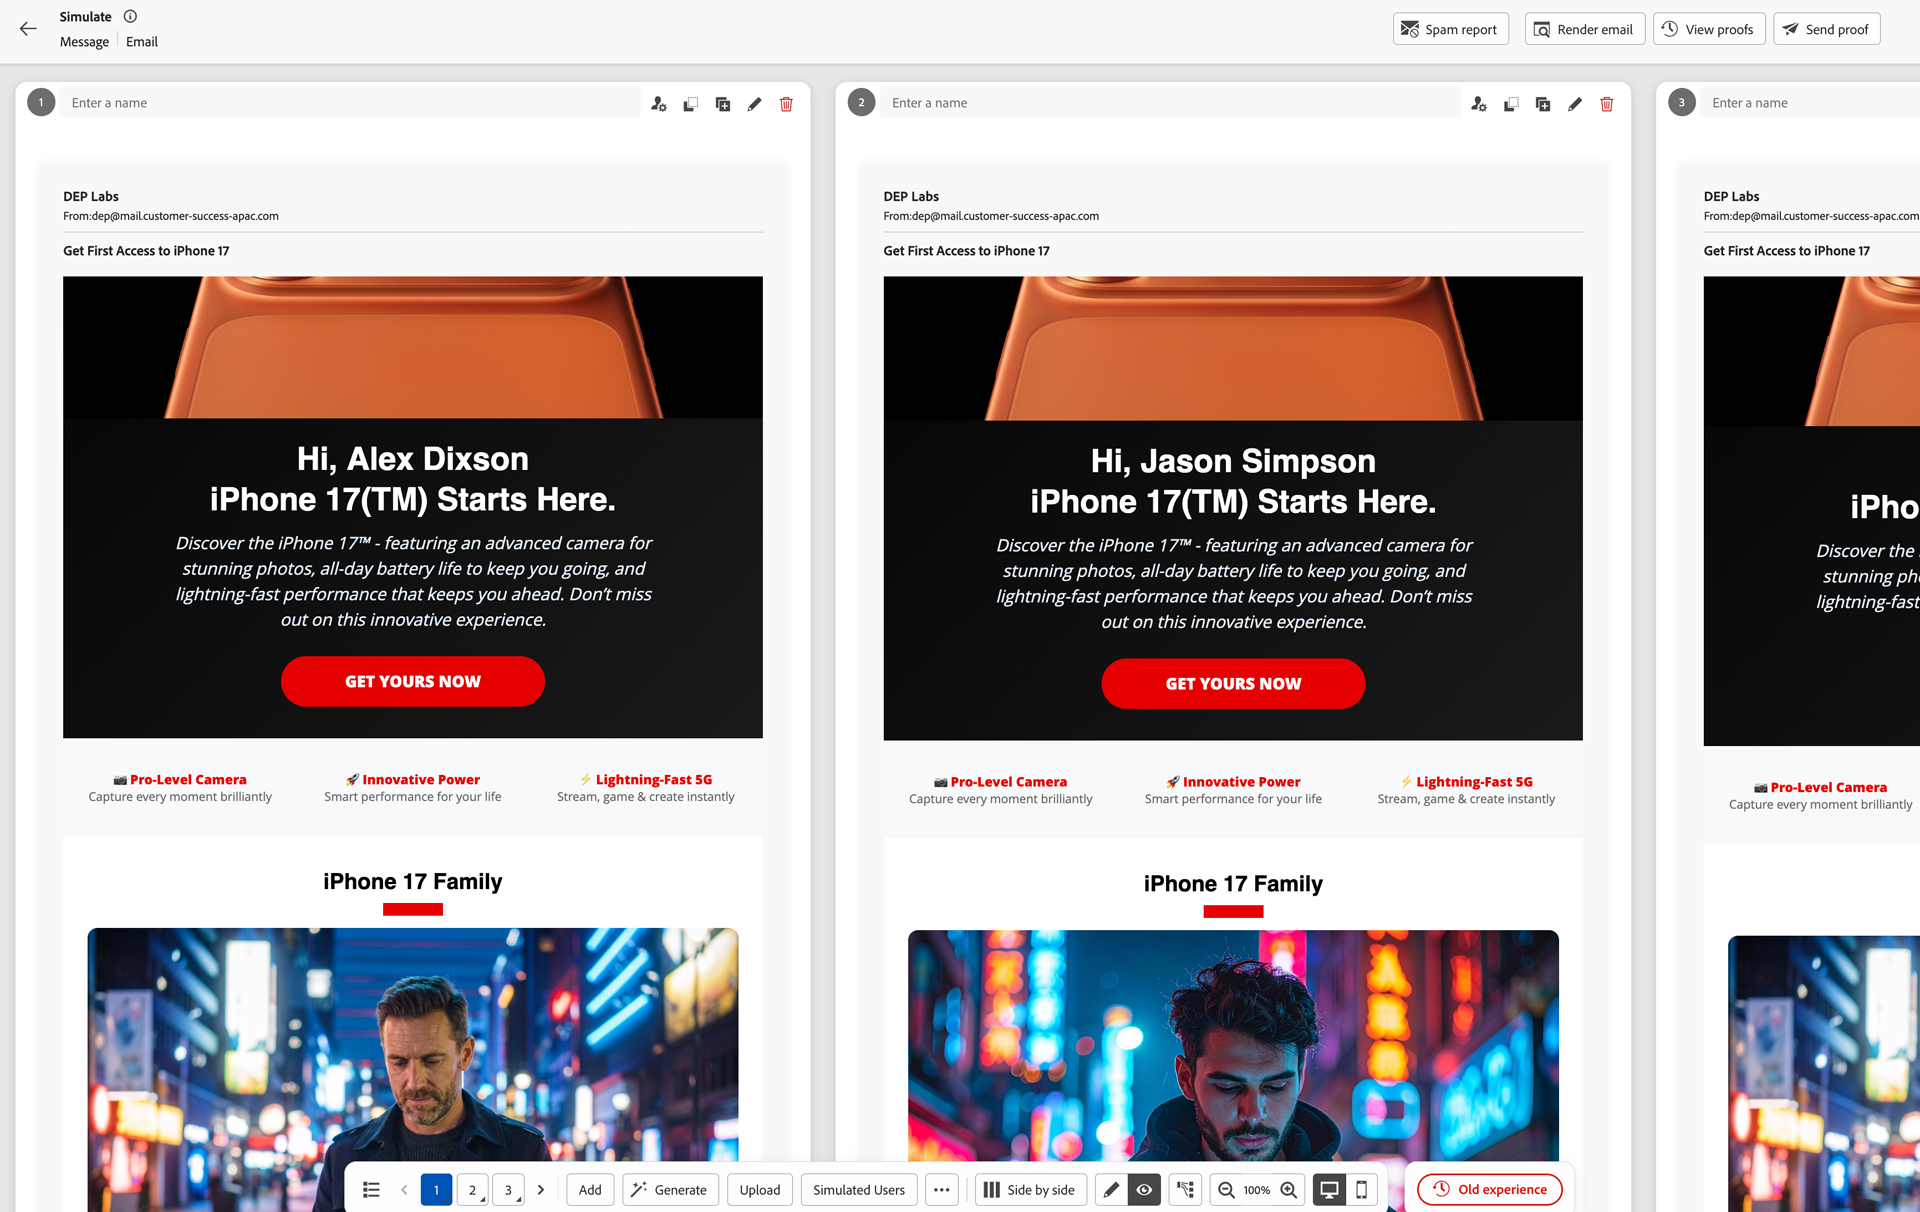 Simulate
Message Email
Spam report Render email View proofs Send proof
1 Enter a name
DEP Labs
From:dep@mail.customer-success-apac.com
Get First Access to iPhone 17
Hi, Alex Dixson
iPhone 17(TM) Starts Here.
Discover the iPhone 17™ - featuring an advanced camera for
stunning photos, all-day battery life to keep you going, and
lightning-fast performance that keeps you ahead. Don't miss
out on this innovative experience.
GET YOURS NOW
📷 Pro-Level Camera
Capture every moment brilliantly
🚀 Innovative Power
Smart performance for your life
⚡ Lightning-Fast 5G
Stream, game & create instantly
iPhone 17 Family
2 Enter a name
DEP Labs
From:dep@mail.customer-success-apac.com
Get First Access to iPhone 17
Hi, Jason Simpson
iPhone 17(TM) Starts Here.
Discover the iPhone 17™ - featuring an advanced camera for
stunning photos, all-day battery life to keep you going, and
lightning-fast performance that keeps you ahead. Don't miss
out on this innovative experience.
GET YOURS NOW
📷 Pro-Level Camera
Capture every moment brilliantly
🚀 Innovative Power
Smart performance for your life
⚡ Lightning-Fast 5G
Stream, game & create instantly
iPhone 17 Family
3 Enter a name
DEP Labs
From:dep@mail.customer-success-apac.com
Get First Access to iPhone 17
iPho
Discover the
stunning pho
lightning-fast
📷 Pro-Level Camera
Capture every moment brilliantly
1 2 3 Add Generate Upload Simulated Users ••• Side by side 100% Old experience